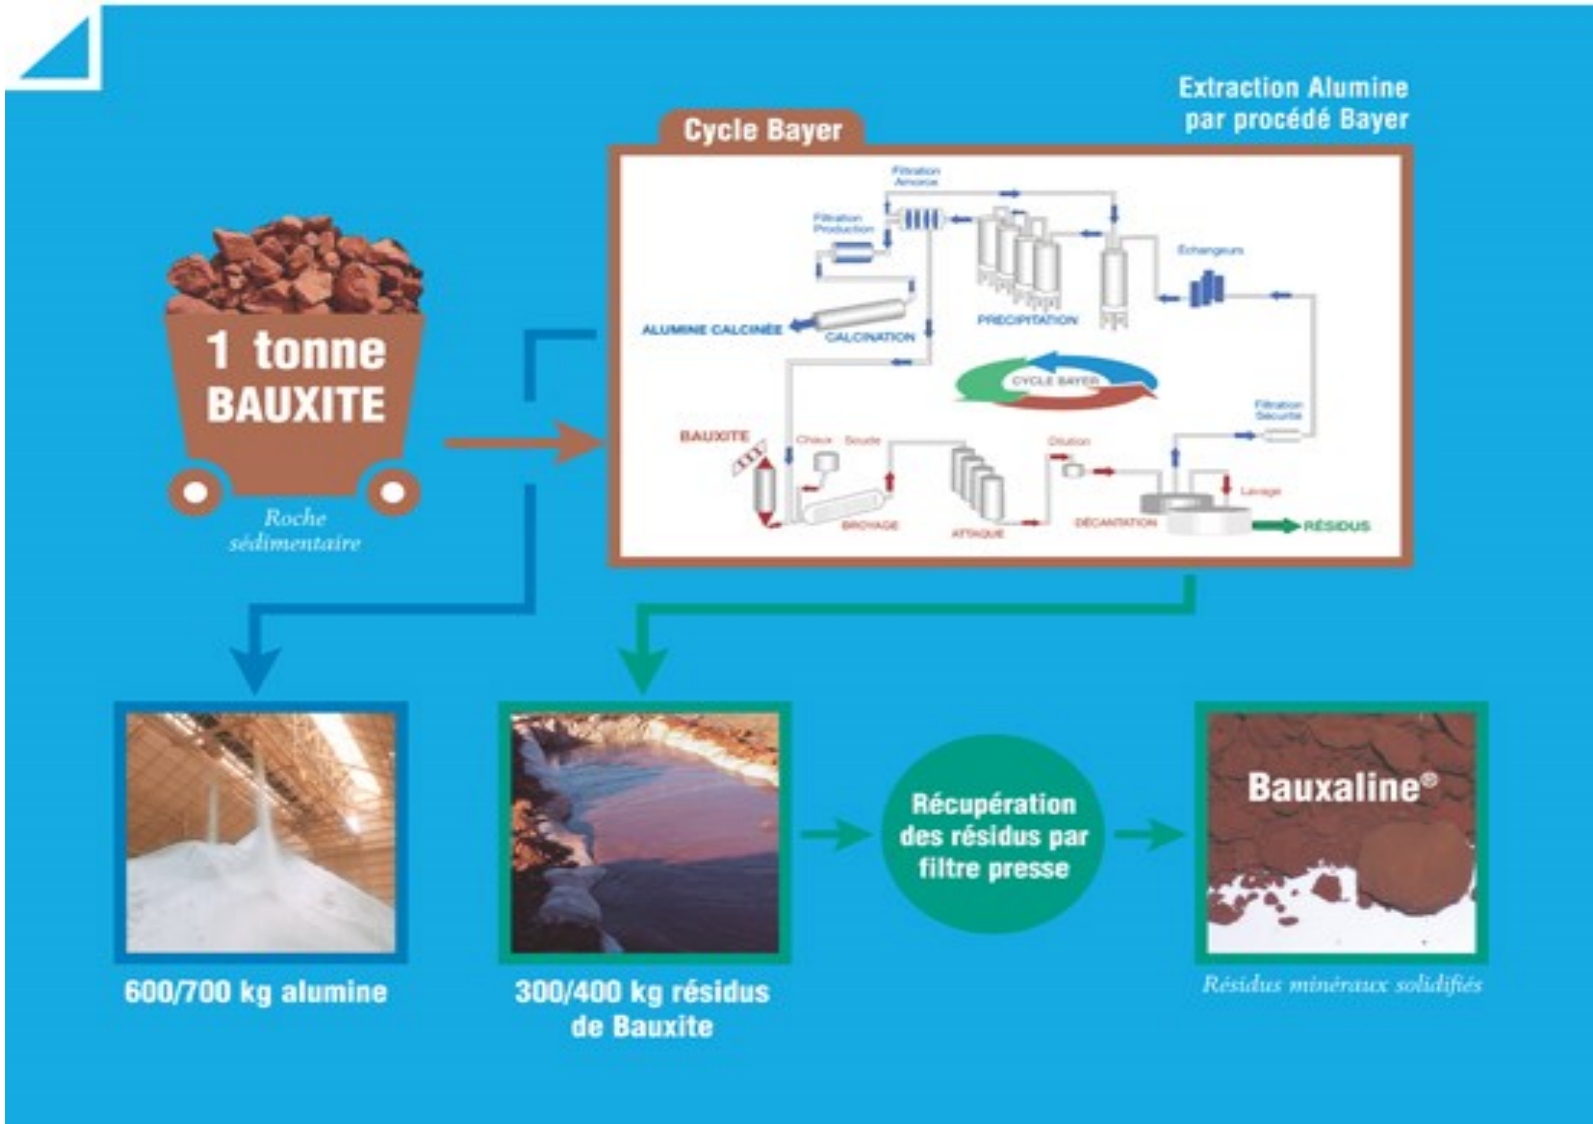 Extraction Alumine
par procédé Bayer
Cycle Bayer
Filtration
Amorce
Filtration
Production
Echangeurs
ALUMINE CALCINÉE
CALCINATION
PRECIPITATION
CYCLE BAYER
Filtration
Sécurité
BAUXITE
Chaux
Soude
Dilution
Lavage
BROYAGE
ATTAQUE
DÉCANTATION
RÉSIDUS
1 tonne
BAUXITE
Roche
sédimentaire
600/700 kg alumine
300/400 kg résidus
de Bauxite
Récupération
des résidus par
filtre presse
Bauxaline®
Résidus minéraux solidifiés